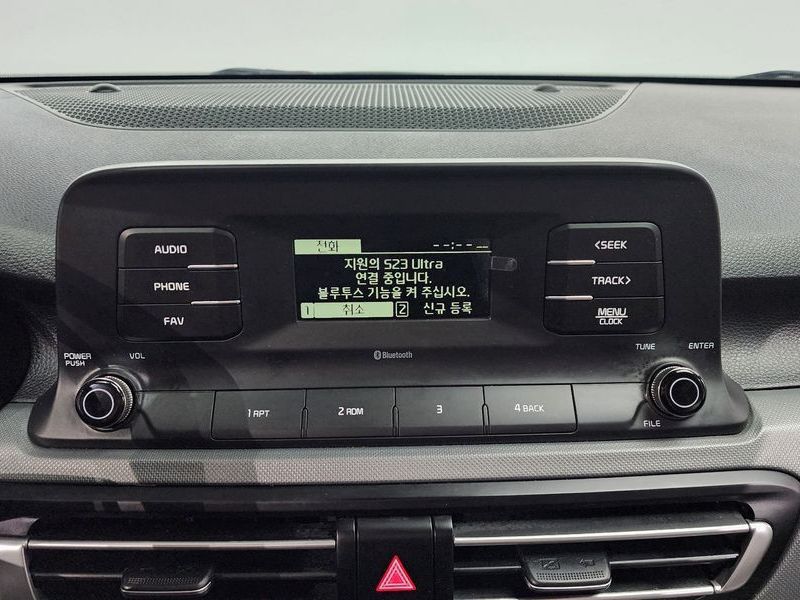 전화 --:-- __
AUDIO
지원의 S23 Ultra
<SEEK
연결 중입니다.
PHONE
TRACK>
블루투스 기능을 켜 주십시오.
FAV
1 취소 2 신규 등록
MENU
CLOCK
POWER
PUSH
VOL
Bluetooth
TUNE
ENTER
1 RPT
2 RDM
3
4 BACK
FILE